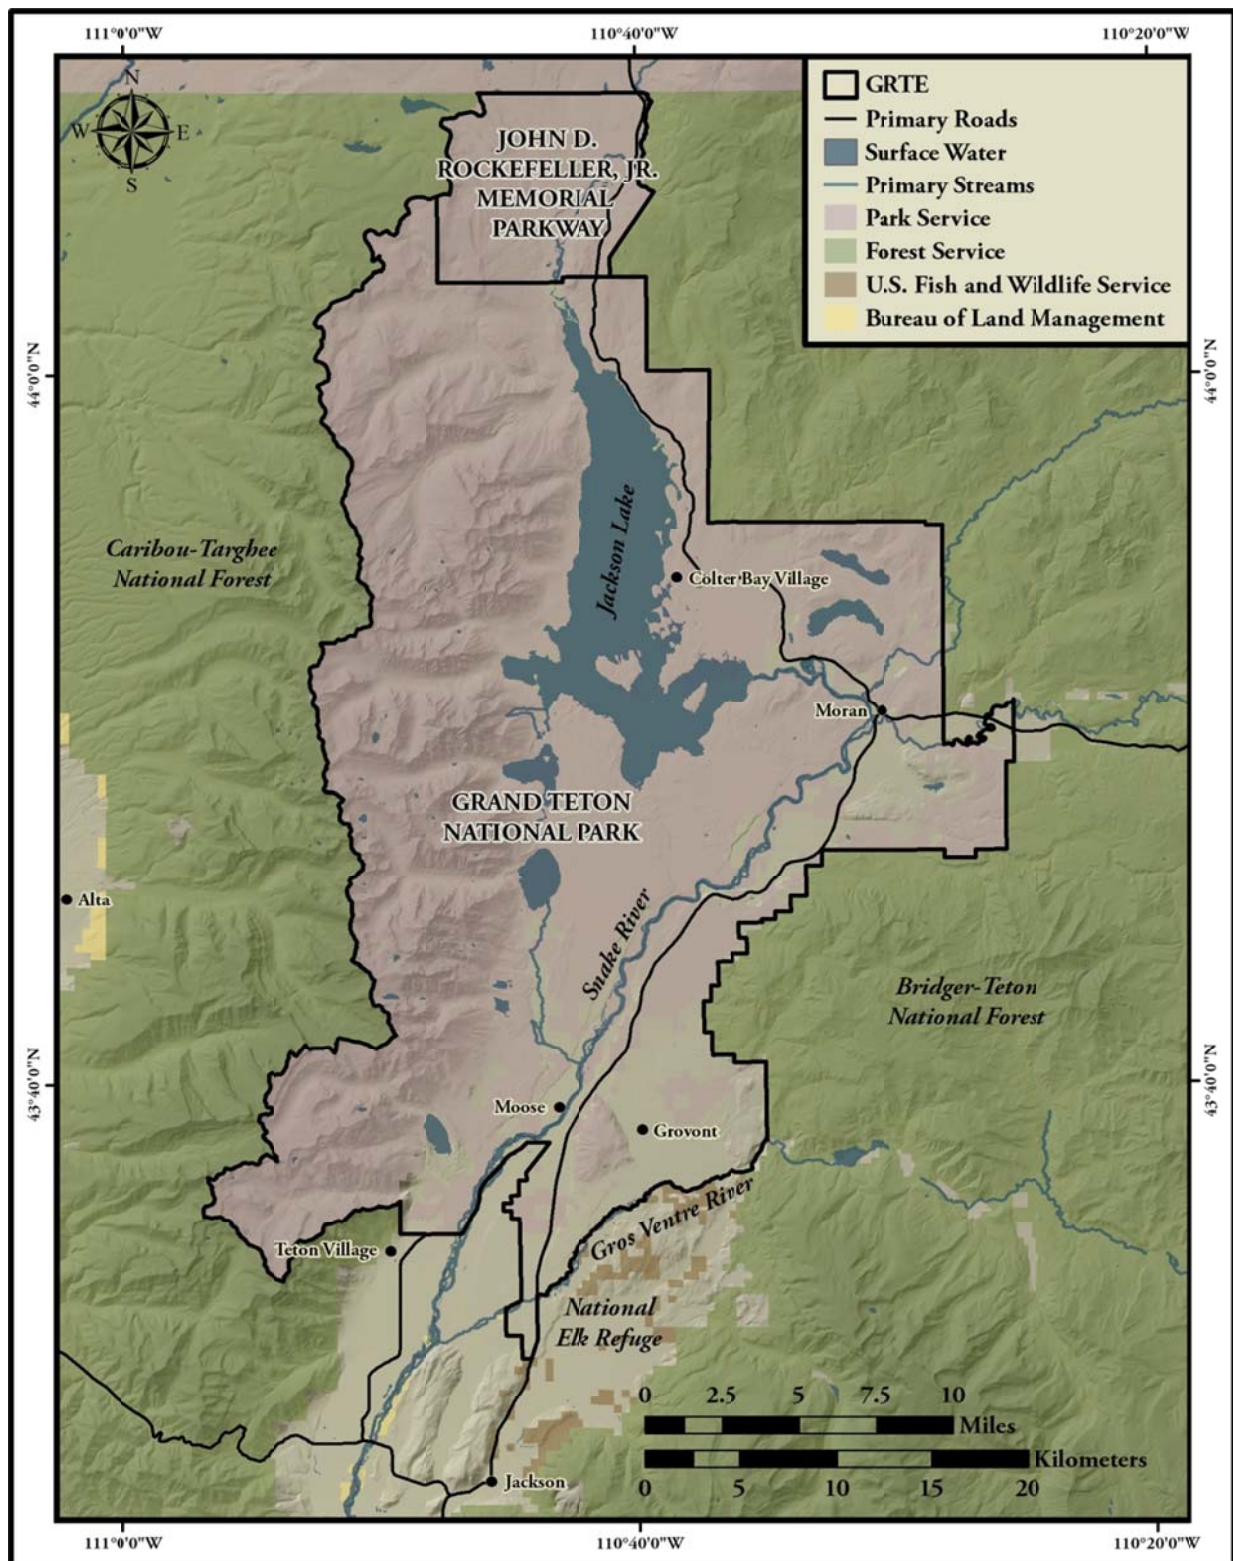 111°0'0"W
110°40'0"W
110°20'0"W
N
W
E
S
GRTE
Primary Roads
Surface Water
Primary Streams
Park Service
Forest Service
U.S. Fish and Wildlife Service
Bureau of Land Management
JOHN D.
ROCKEFELLER, JR.
MEMORIAL
PARKWAY
44°0'0"N
44°0'0"N
Jackson Lake
Caribou-Targhee
National Forest
Colter Bay Village
Moran
GRAND TETON
NATIONAL PARK
Alta
Snake River
Bridger-Teton
National Forest
43°40'0"N
43°40'0"N
Moose
Grovont
Gros Ventre River
Teton Village
National
Elk Refuge
0 2.5 5 7.5 10
Miles
Kilometers
0 5 10 15 20
Jackson
111°0'0"W
110°40'0"W
110°20'0"W